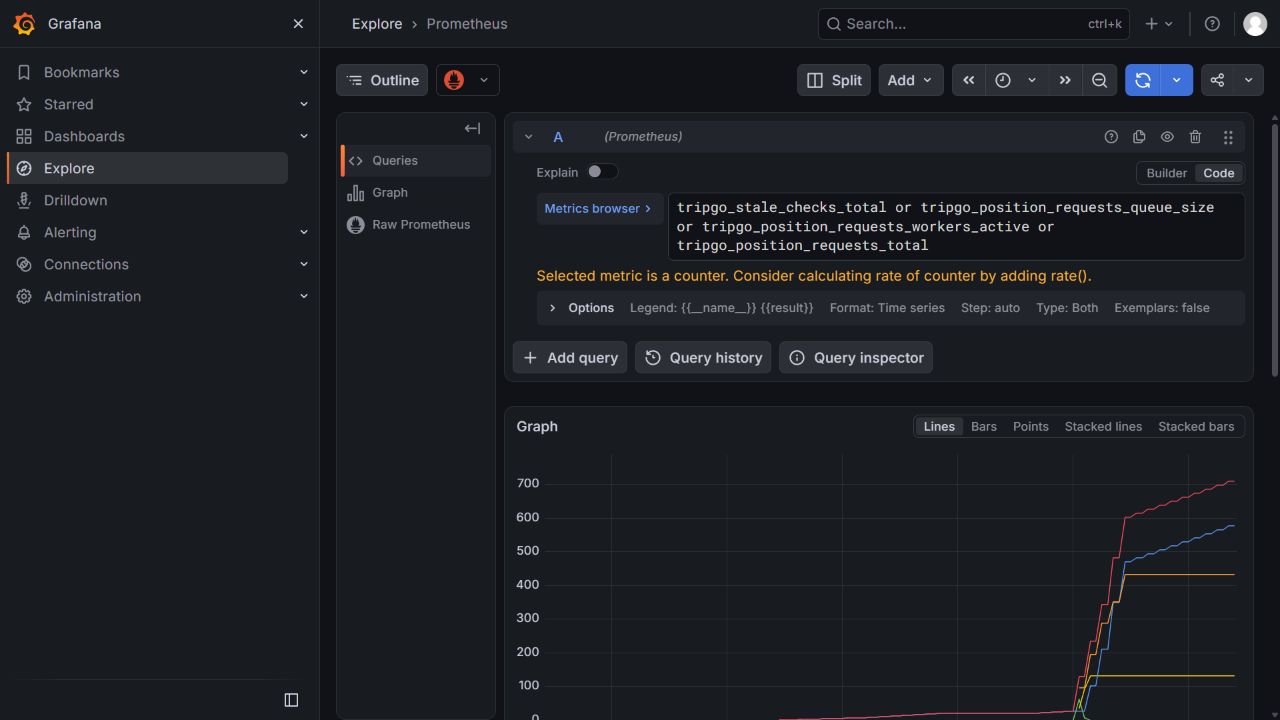 Grafana
Explore › Prometheus
Search...
ctrl+k
Bookmarks
Starred
Dashboards
Explore
Drilldown
Alerting
Connections
Administration
Outline
Split
Add
Queries
Graph
Raw Prometheus
A
(Prometheus)
Explain
Builder
Code
Metrics browser
tripgo_stale_checks_total or tripgo_position_requests_queue_size
or tripgo_position_requests_workers_active or
tripgo_position_requests_total
Selected metric is a counter. Consider calculating rate of counter by adding rate().
Options Legend: {{__name__}} {{result}} Format: Time series Step: auto Type: Both Exemplars: false
+ Add query
Query history
Query inspector
Graph
Lines
Bars
Points
Stacked lines
Stacked bars
700
600
500
400
300
200
100
0